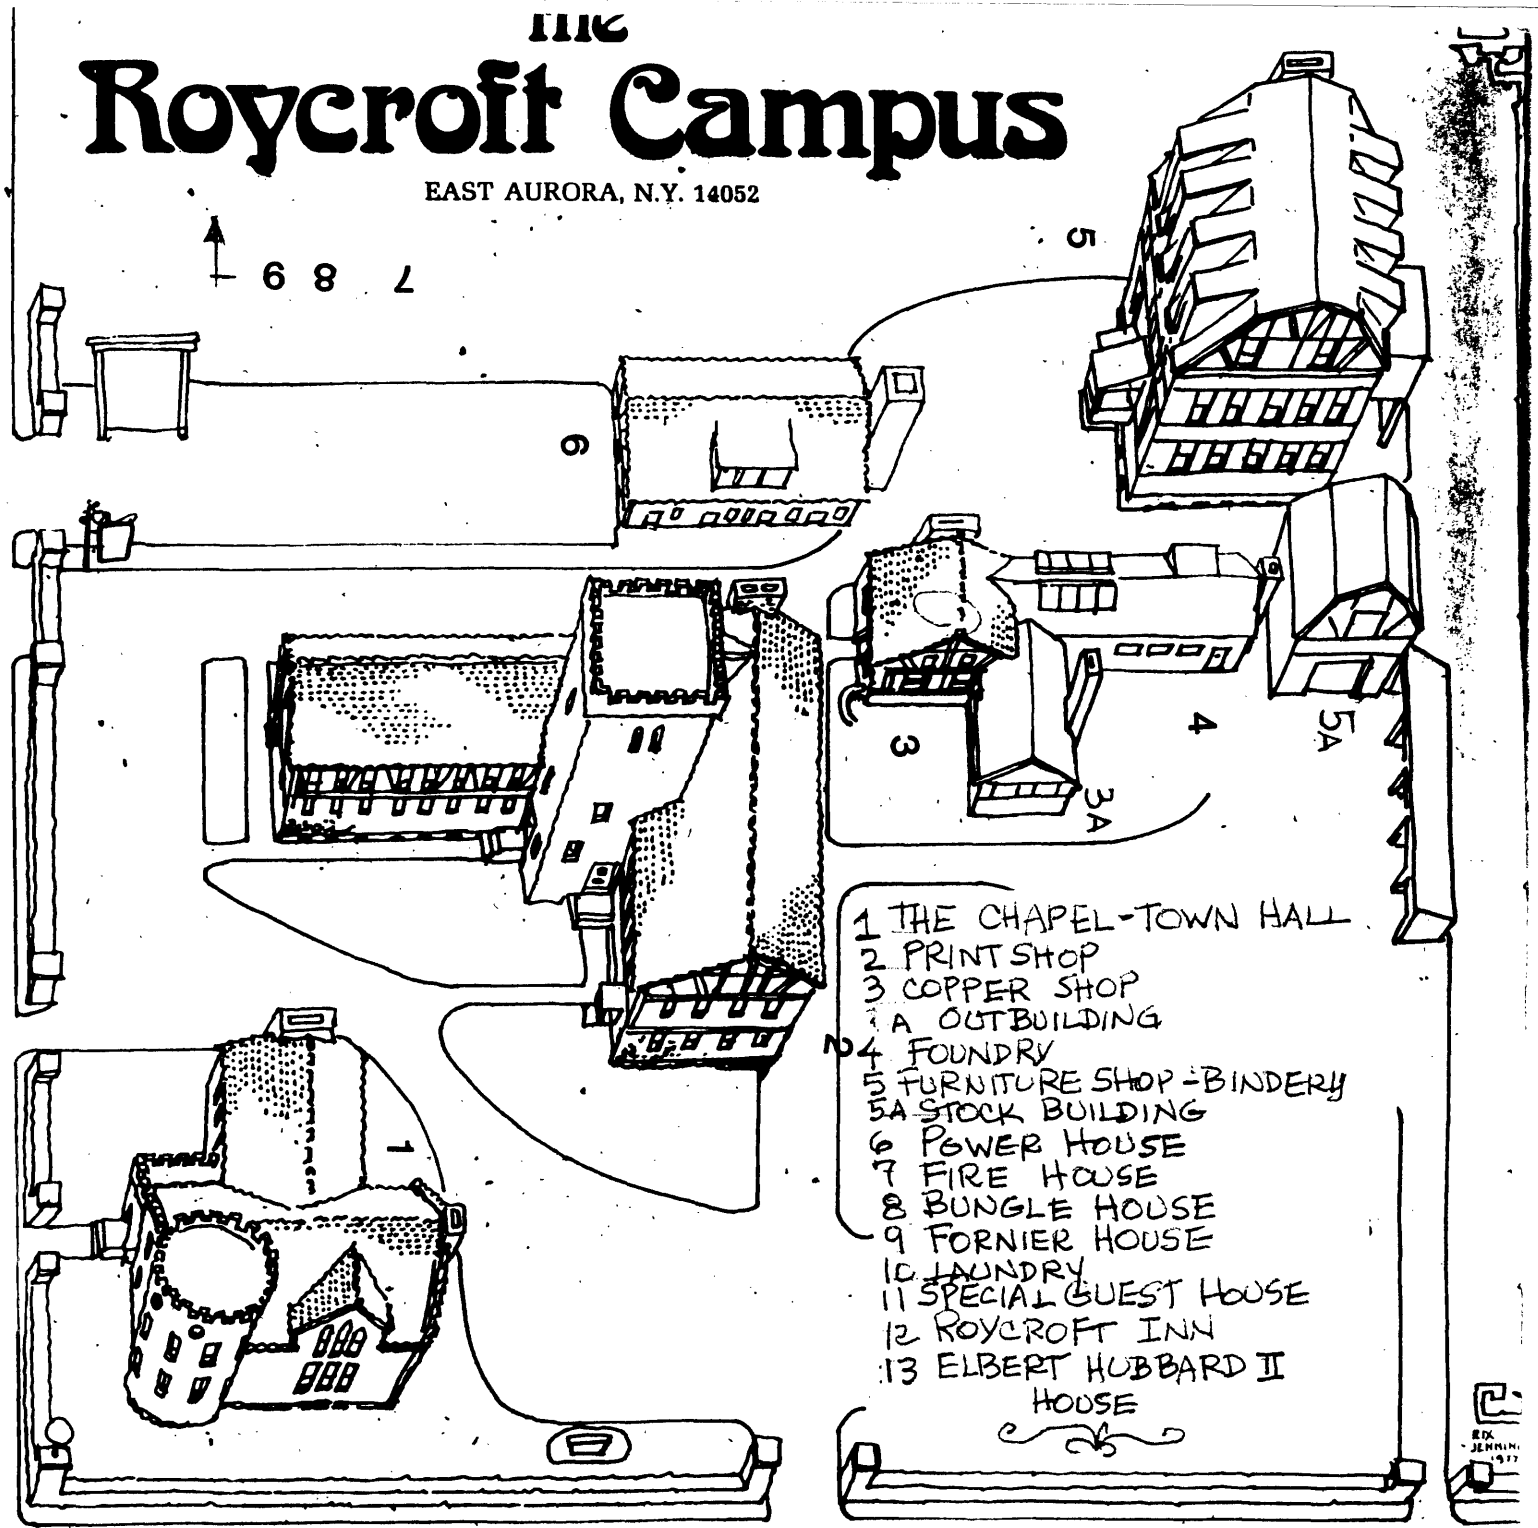 The
Roycroft Campus
EAST AURORA, N.Y. 14052
9 8 7
5
6
3
4
5A
3A
1 THE CHAPEL-TOWN HALL
2 PRINT SHOP
3 COPPER SHOP
A OUTBUILDING
2
4 FOUNDRY
5 FURNITURE SHOP-BINDERY
5A STOCK BUILDING
6 POWER HOUSE
7 FIRE HOUSE
8 BUNGLE HOUSE
9 FORNIER HOUSE
10 LAUNDRY
11 SPECIAL GUEST HOUSE
12 ROYCROFT INN
13 ELBERT HUBBARD II
HOUSE
1
RIX